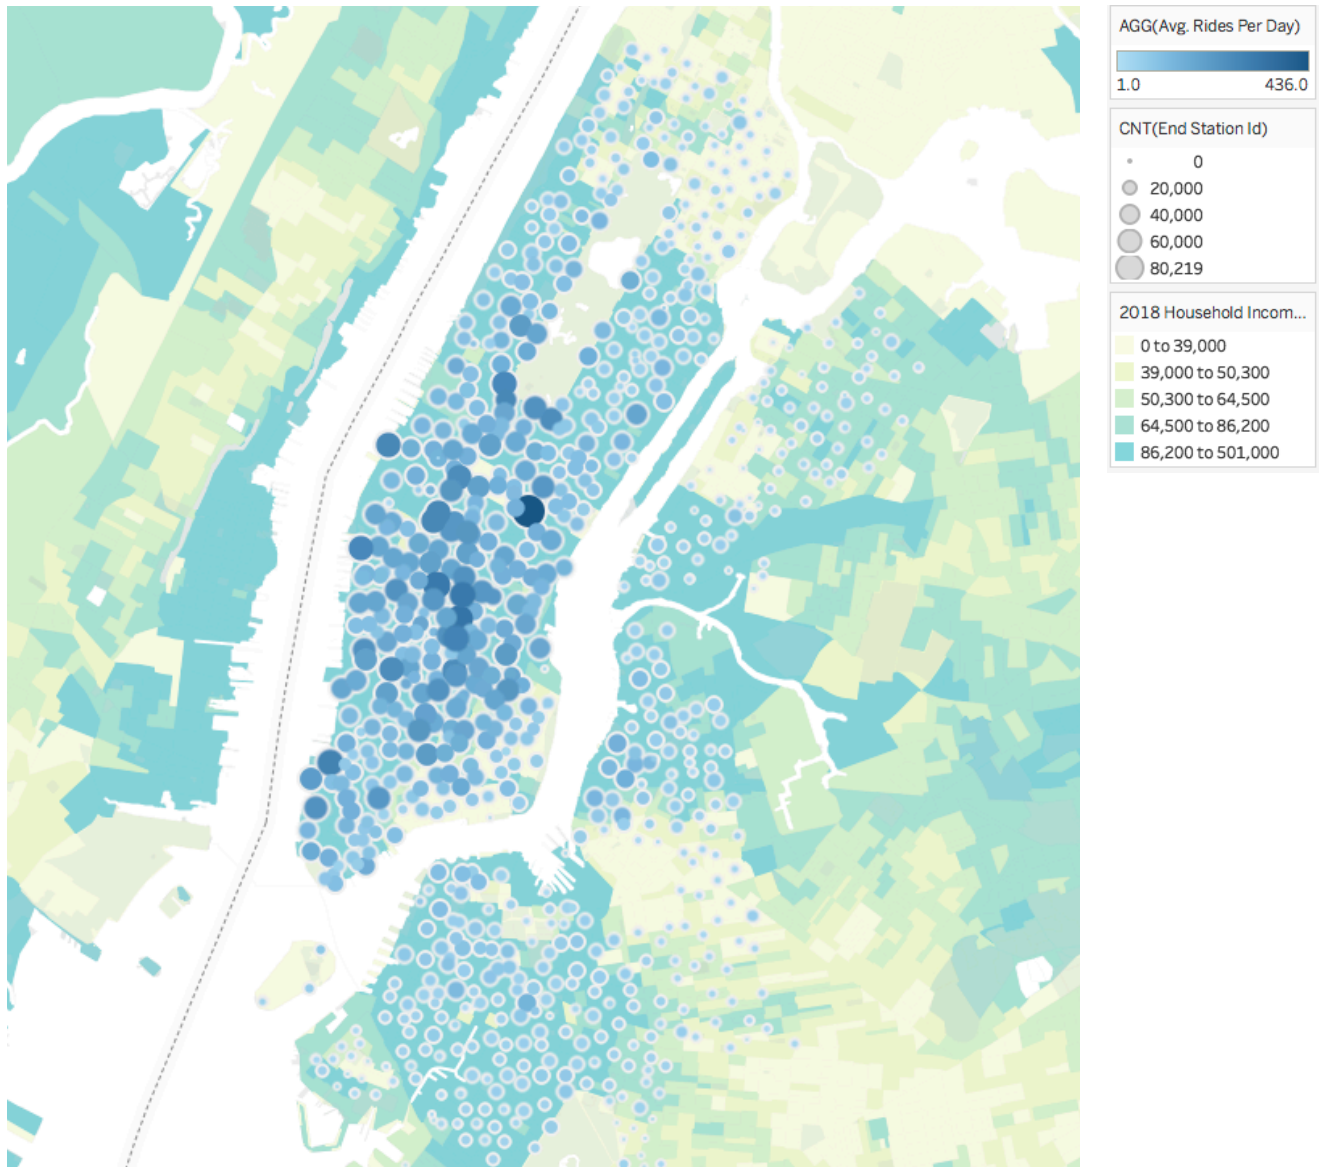 AGG(Avg. Rides Per Day)
1.0 436.0
CNT(End Station Id)
0
20,000
40,000
60,000
80,219
2018 Household Incom...
0 to 39,000
39,000 to 50,300
50,300 to 64,500
64,500 to 86,200
86,200 to 501,000